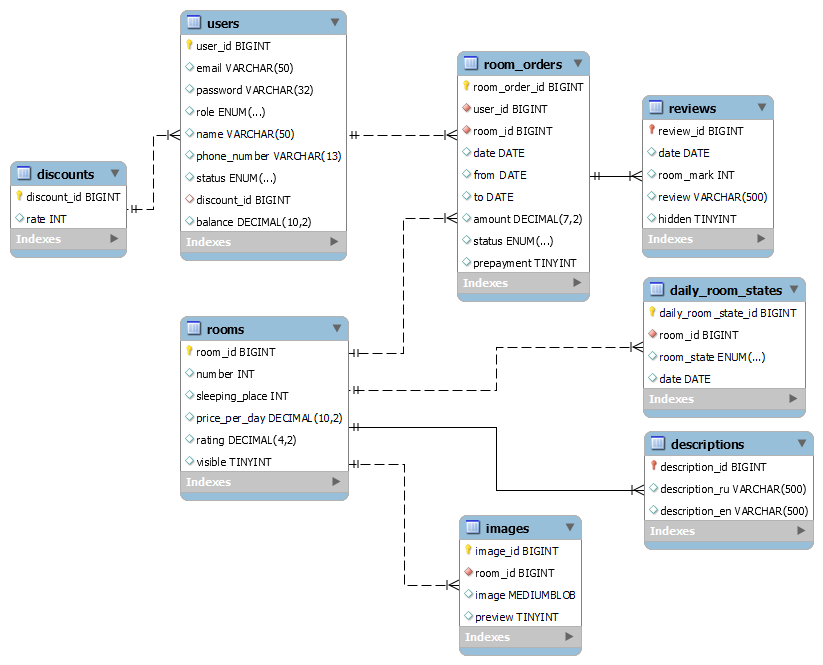 users
user_id BIGINT
email VARCHAR(50)
password VARCHAR(32)
role ENUM(...)
name VARCHAR(50)
phone_number VARCHAR(13)
status ENUM(...)
discount_id BIGINT
balance DECIMAL(10,2)
Indexes
discounts
discount_id BIGINT
rate INT
Indexes
room_orders
room_order_id BIGINT
user_id BIGINT
room_id BIGINT
date DATE
from DATE
to DATE
amount DECIMAL(7,2)
status ENUM(...)
prepayment TINYINT
Indexes
reviews
review_id BIGINT
date DATE
room_mark INT
review VARCHAR(500)
hidden TINYINT
Indexes
rooms
room_id BIGINT
number INT
sleeping_place INT
price_per_day DECIMAL(10,2)
rating DECIMAL(4,2)
visible TINYINT
Indexes
daily_room_states
daily_room_state_id BIGINT
room_id BIGINT
room_state ENUM(...)
date DATE
Indexes
descriptions
description_id BIGINT
description_ru VARCHAR(500)
description_en VARCHAR(500)
Indexes
images
image_id BIGINT
room_id BIGINT
image MEDIUMBLOB
preview TINYINT
Indexes